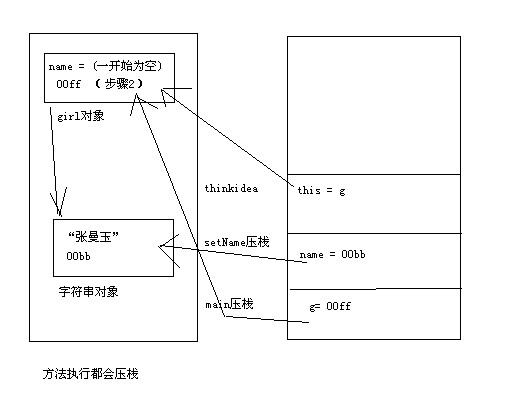 name = （一开始为空）
00ff （ 步骤2 ）
girl对象
thinkidea
this = g
“张曼玉”
00bb
setName压栈
name = 00bb
字符串对象
main压栈
g= 00ff
方法执行都会压栈